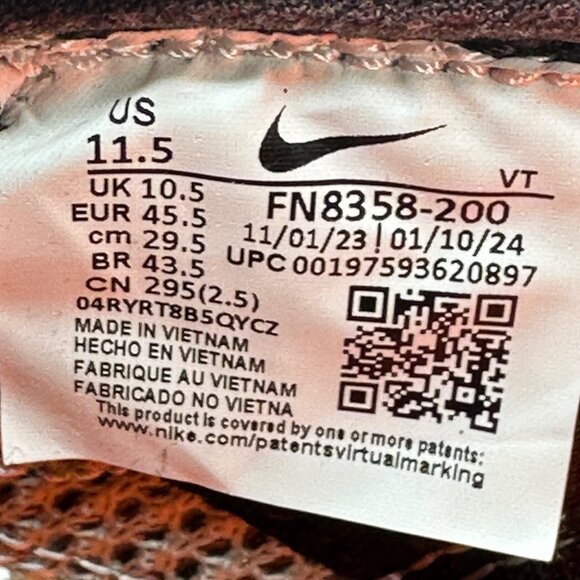 US
11.5
UK 10.5
EUR 45.5
cm 29.5
BR 43.5
CN 295(2.5)
04RYRT8B5QYCZ
VT
FN8358-200
11/01/23 | 01/10/24
UPC 00197593620897
MADE IN VIETNAM
HECHO EN VIETNAM
FABRIQUE AU VIETNAM
FABRICADO NO VIETNA
This product is covered by one or more patents:
www.nike.com/patentsvirtualmarking